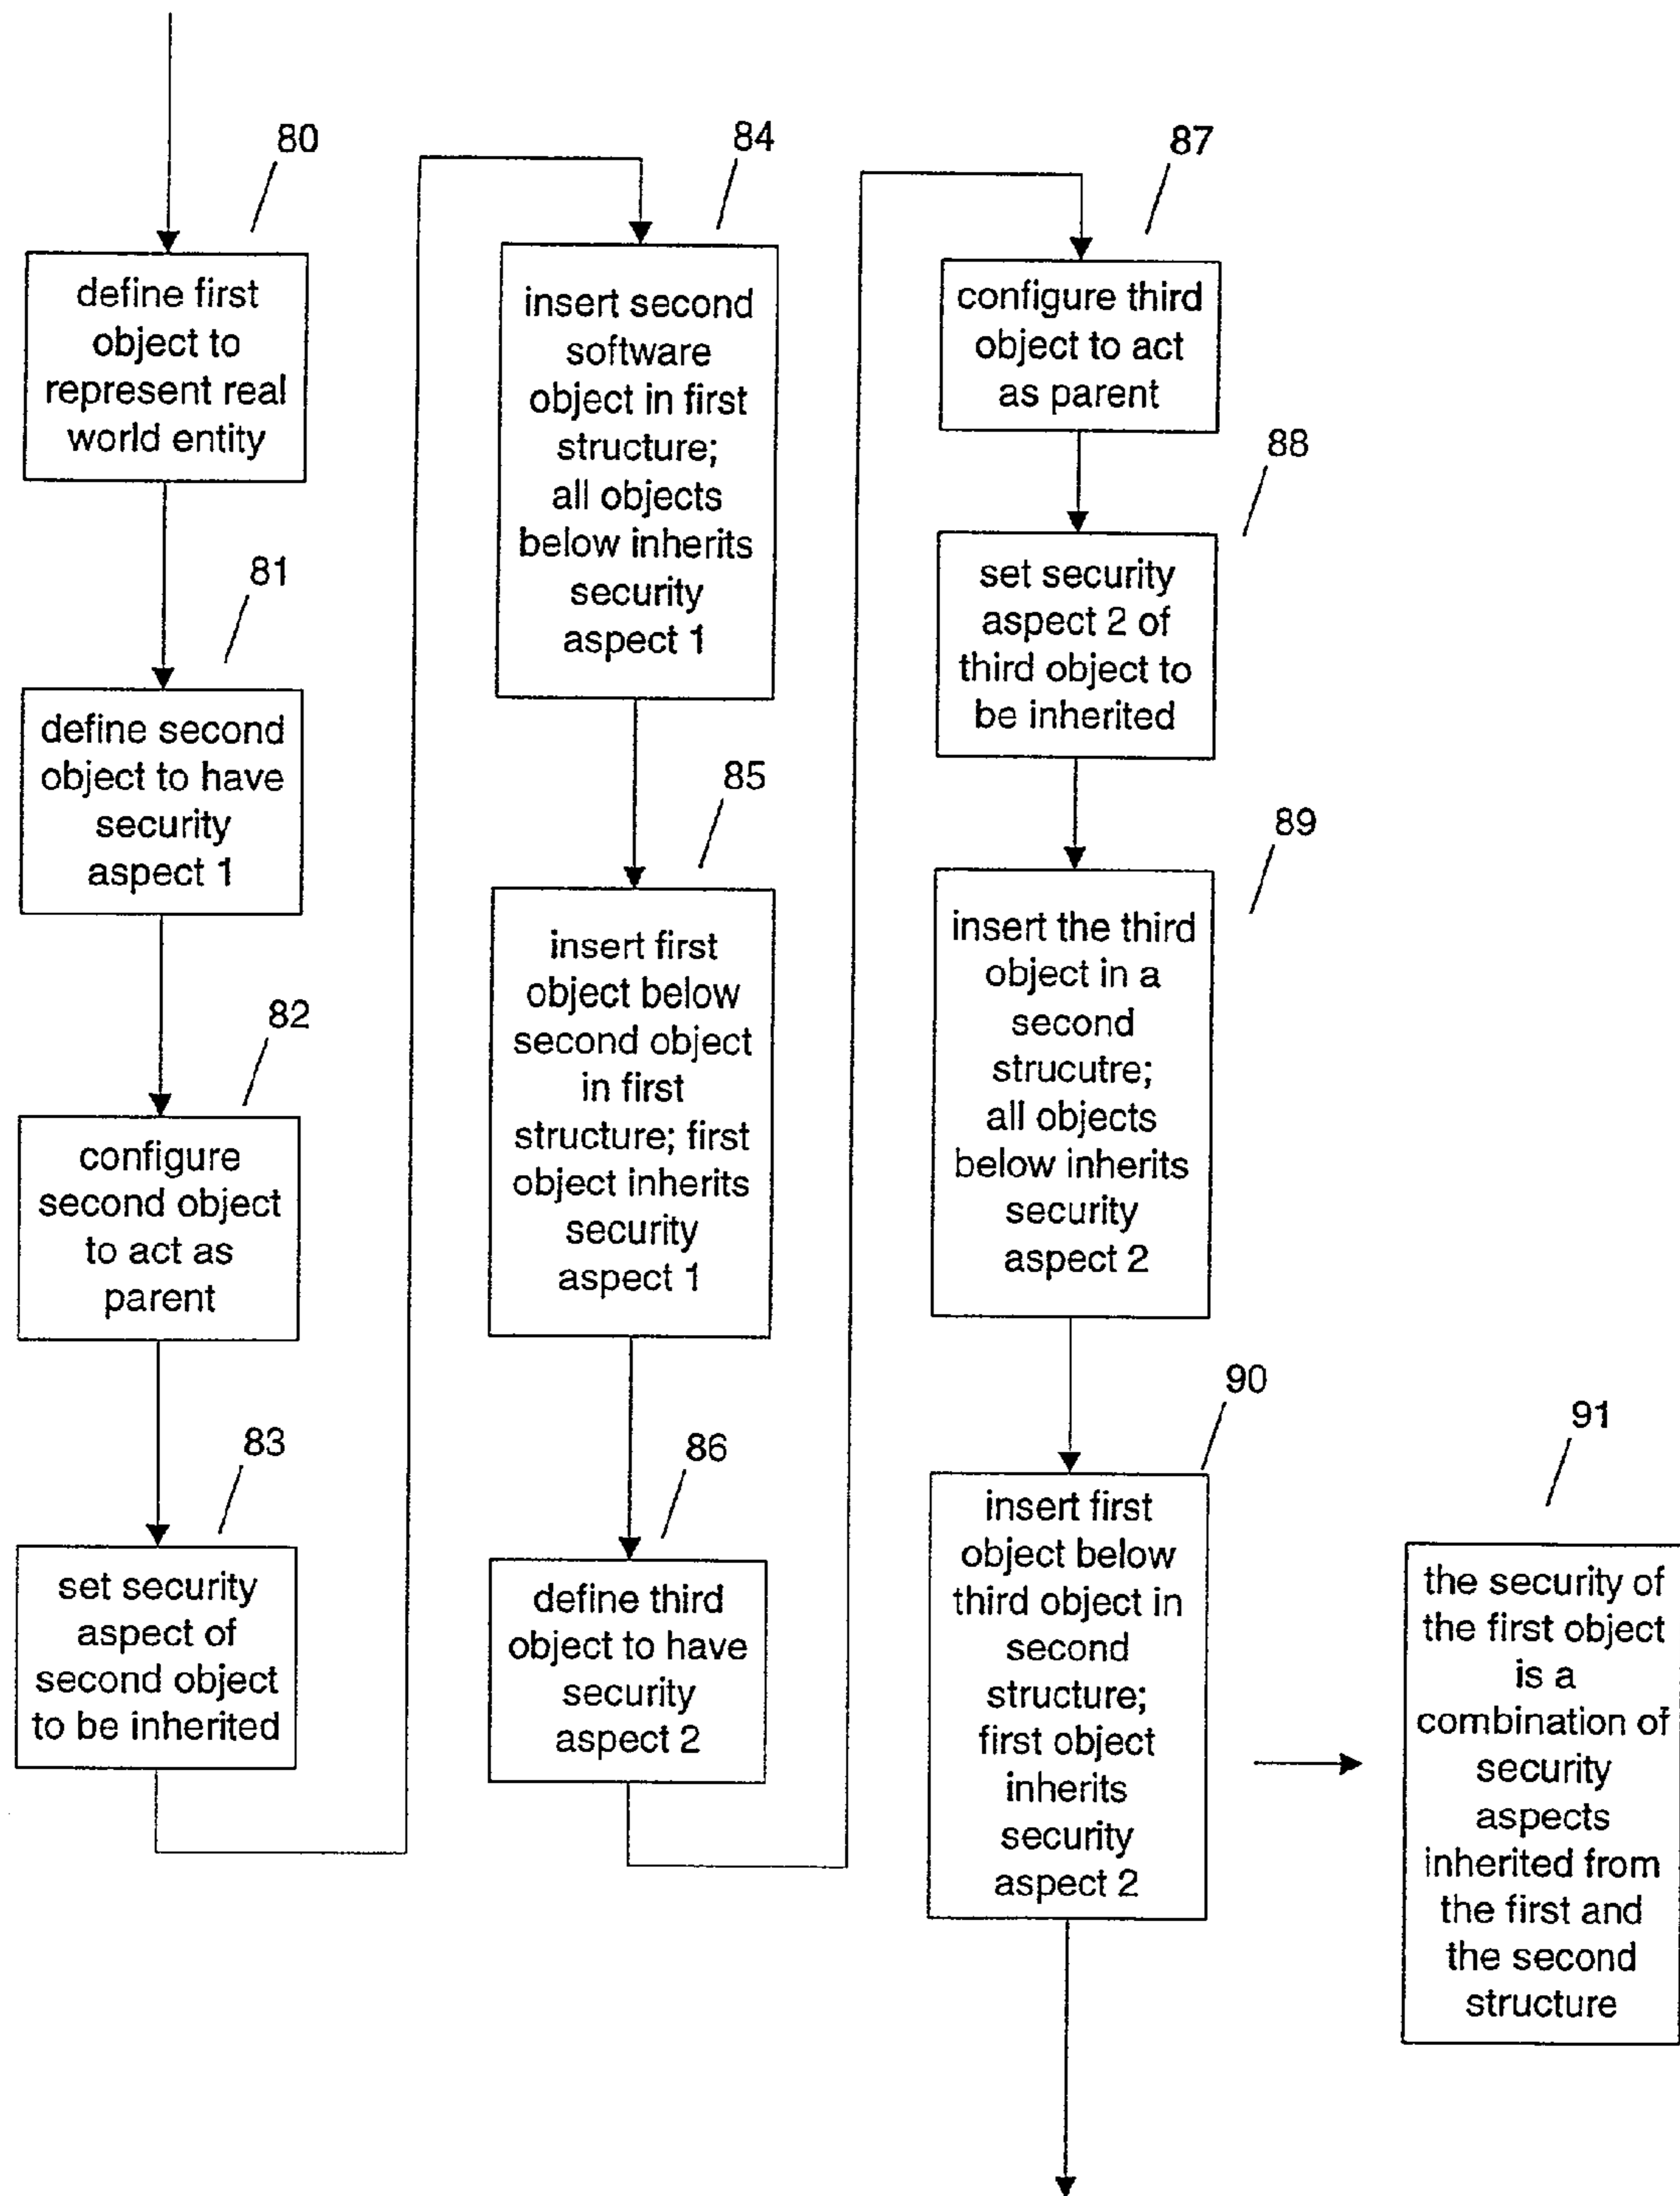 80
define first
object to
represent real
world entity
81
define second
object to have
security
aspect 1
82
configure
second object
to act as
parent
83
set security
aspect of
second object
to be inherited
84
insert second
software
object in first
structure;
all objects
below inherits
security
aspect 1
85
insert first
object below
second object
in first
structure; first
object inherits
security
aspect 1
86
define third
object to have
security
aspect 2
87
configure third
object to act
as parent
88
set security
aspect 2 of
third object to
be inherited
89
insert the third
object in a
second
strucutre;
all objects
below inherits
security
aspect 2
90
insert first
object below
third object in
second
structure;
first object
inherits
security
aspect 2
91
the security of
the first object
is a
combination of
security
aspects
inherited from
the first and
the second
structure